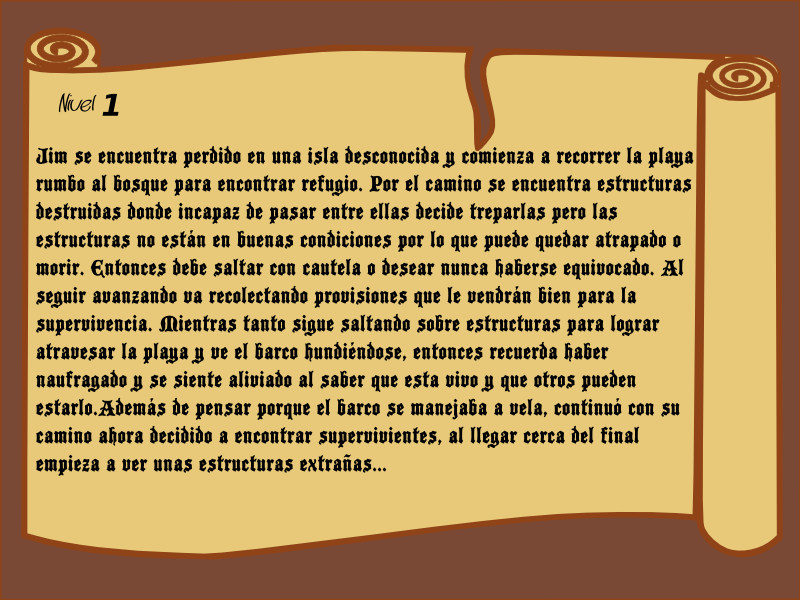 Nivel 1
Jim se encuentra perdido en una isla desconocida y comienza a recorrer la playa
rumbo al bosque para encontrar refugio. Por el camino se encuentra estructuras
destruidas donde incapaz de pasar entre ellas decide treparlas pero las
estructuras no están en buenas condiciones por lo que puede quedar atrapado o
morir. Entonces debe saltar con cautela o desear nunca haberse equivocado. Al
seguir avanzando va recolectando provisiones que le vendrán bien para la
supervivencia. Mientras tanto sigue saltando sobre estructuras para lograr
atravesar la playa y ve el barco hundiéndose, entonces recuerda haber
naufragado y se siente aliviado al saber que esta vivo y que otros pueden
estarlo.Además de pensar porque el barco se manejaba a vela, continuó con su
camino ahora decidido a encontrar supervivientes, al llegar cerca del final
empieza a ver unas estructuras extrañas...